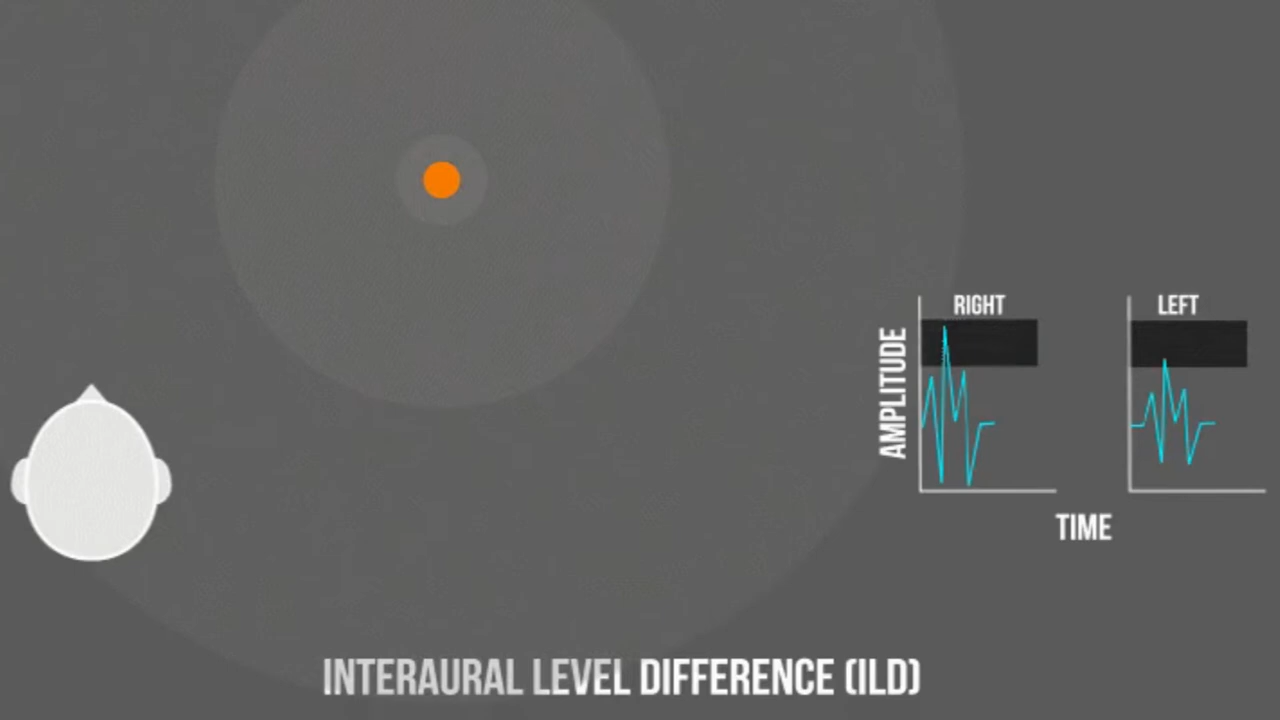 RIGHT
LEFT
AMPLITUDE
TIME
INTERAURAL LEVEL DIFFERENCE (ILD)